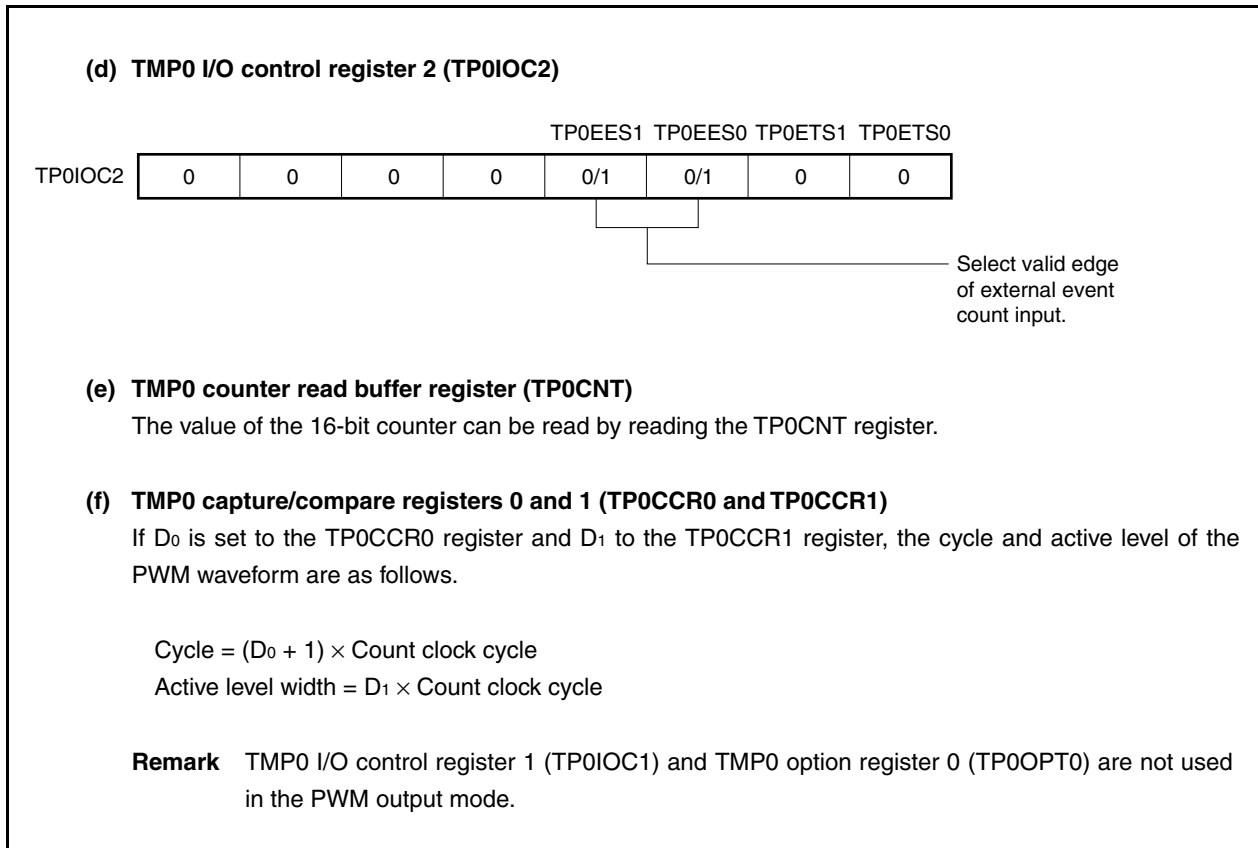 (d) TMP0 I/O control register 2 (TP0IOC2)
TP0EES1 TP0EES0 TP0ETS1 TP0ETS0
TP0IOC2 0 0 0 0 0/1 0/1 0 0
Select valid edge
of external event
count input.
(e) TMP0 counter read buffer register (TP0CNT)
The value of the 16-bit counter can be read by reading the TP0CNT register.
(f) TMP0 capture/compare registers 0 and 1 (TP0CCR0 and TP0CCR1)
If D0 is set to the TP0CCR0 register and D1 to the TP0CCR1 register, the cycle and active level of the
PWM waveform are as follows.
Cycle = (D0 + 1) × Count clock cycle
Active level width = D1 × Count clock cycle
Remark TMP0 I/O control register 1 (TP0IOC1) and TMP0 option register 0 (TP0OPT0) are not used
in the PWM output mode.